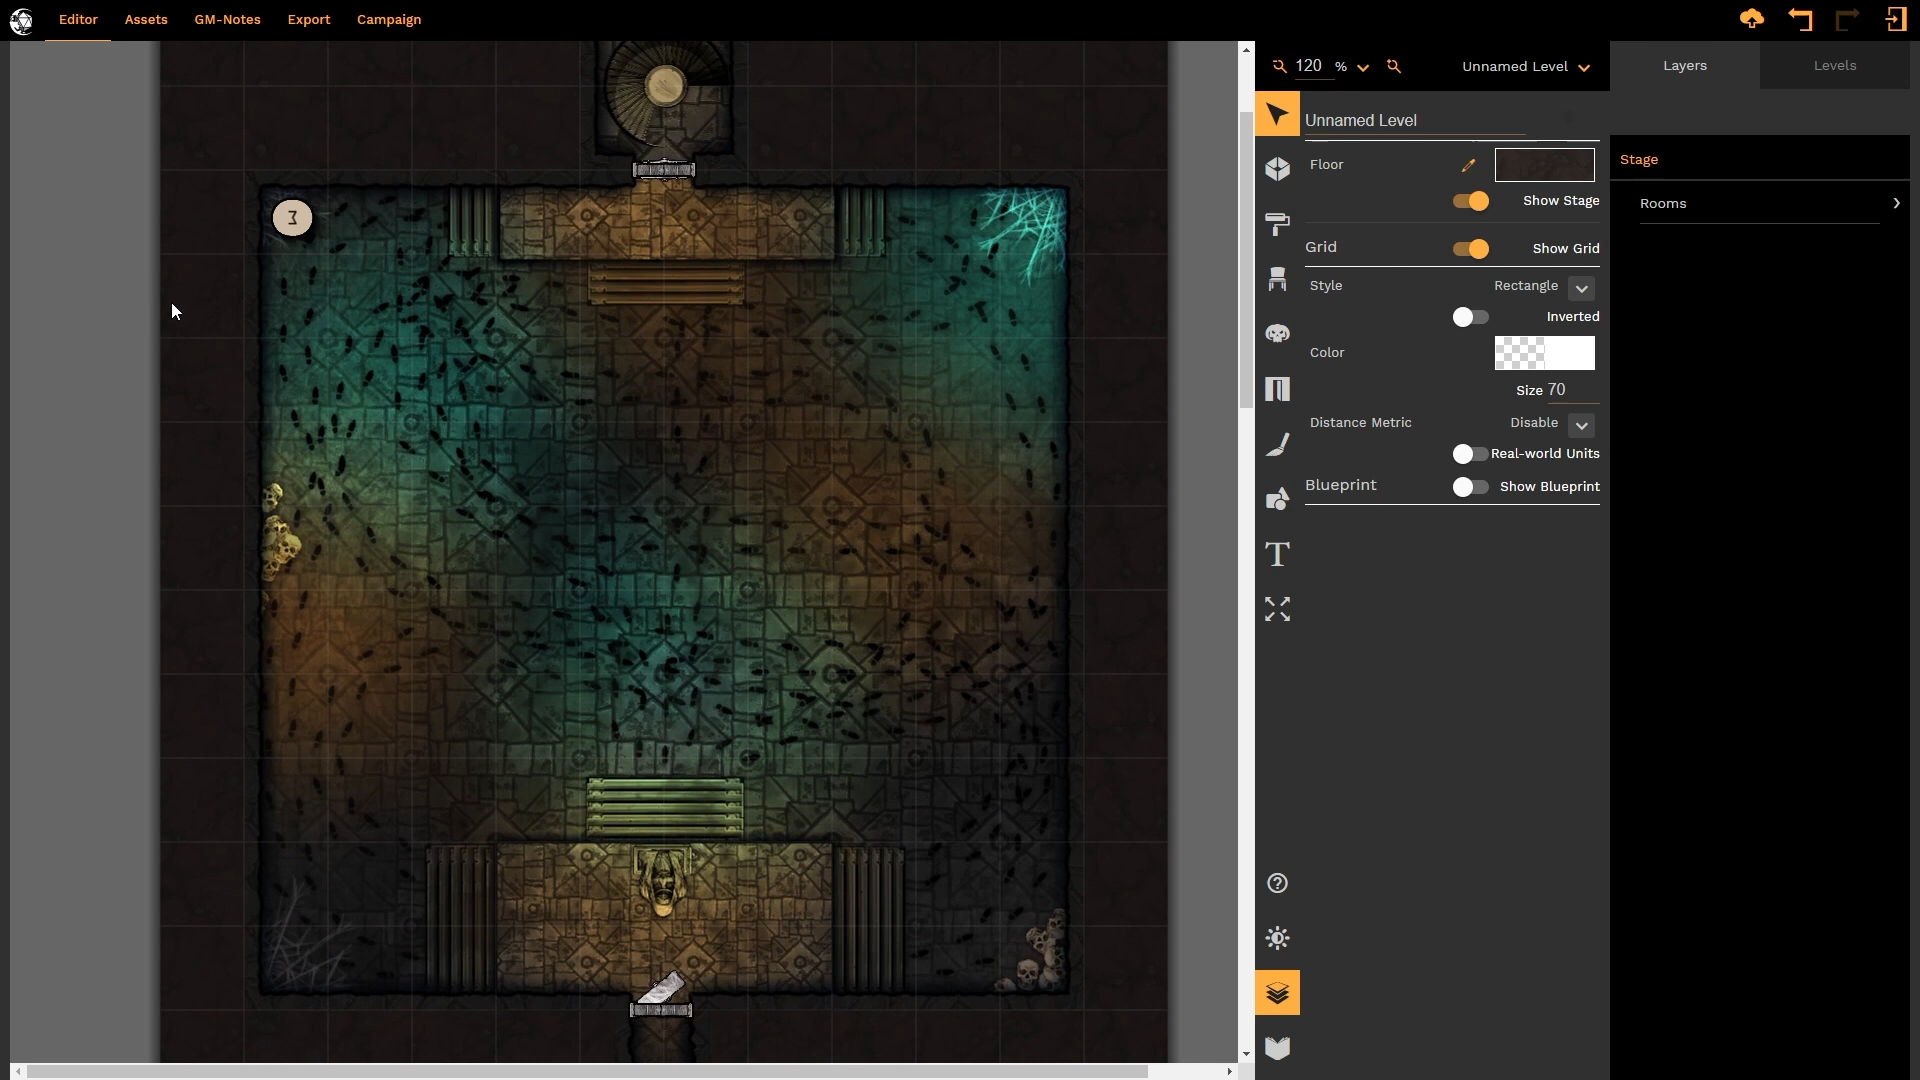 Editor Assets GM-Notes Export Campaign
120 % Unnamed Level Layers Levels
Unnamed Level
Floor
Show Stage
Grid Show Grid
Style Rectangle
Inverted
Color
Size 70
Distance Metric Disable
Real-world Units
Blueprint Show Blueprint
Stage
Rooms
T